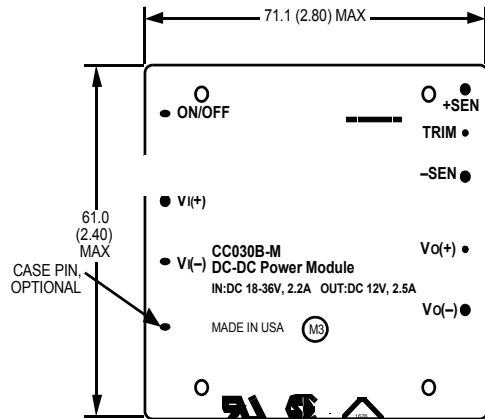 71.1 (2.80) MAX
+SEN
ON/OFF
TRIM
–SEN
VI(+)
61.0
(2.40)
MAX
CC030B-M
VO(+)
VI(–)
DC-DC Power Module
CASE PIN,
OPTIONAL
IN:DC 18-36V, 2.2A OUT:DC 12V, 2.5A
VO(–)
MADE IN USA
M3